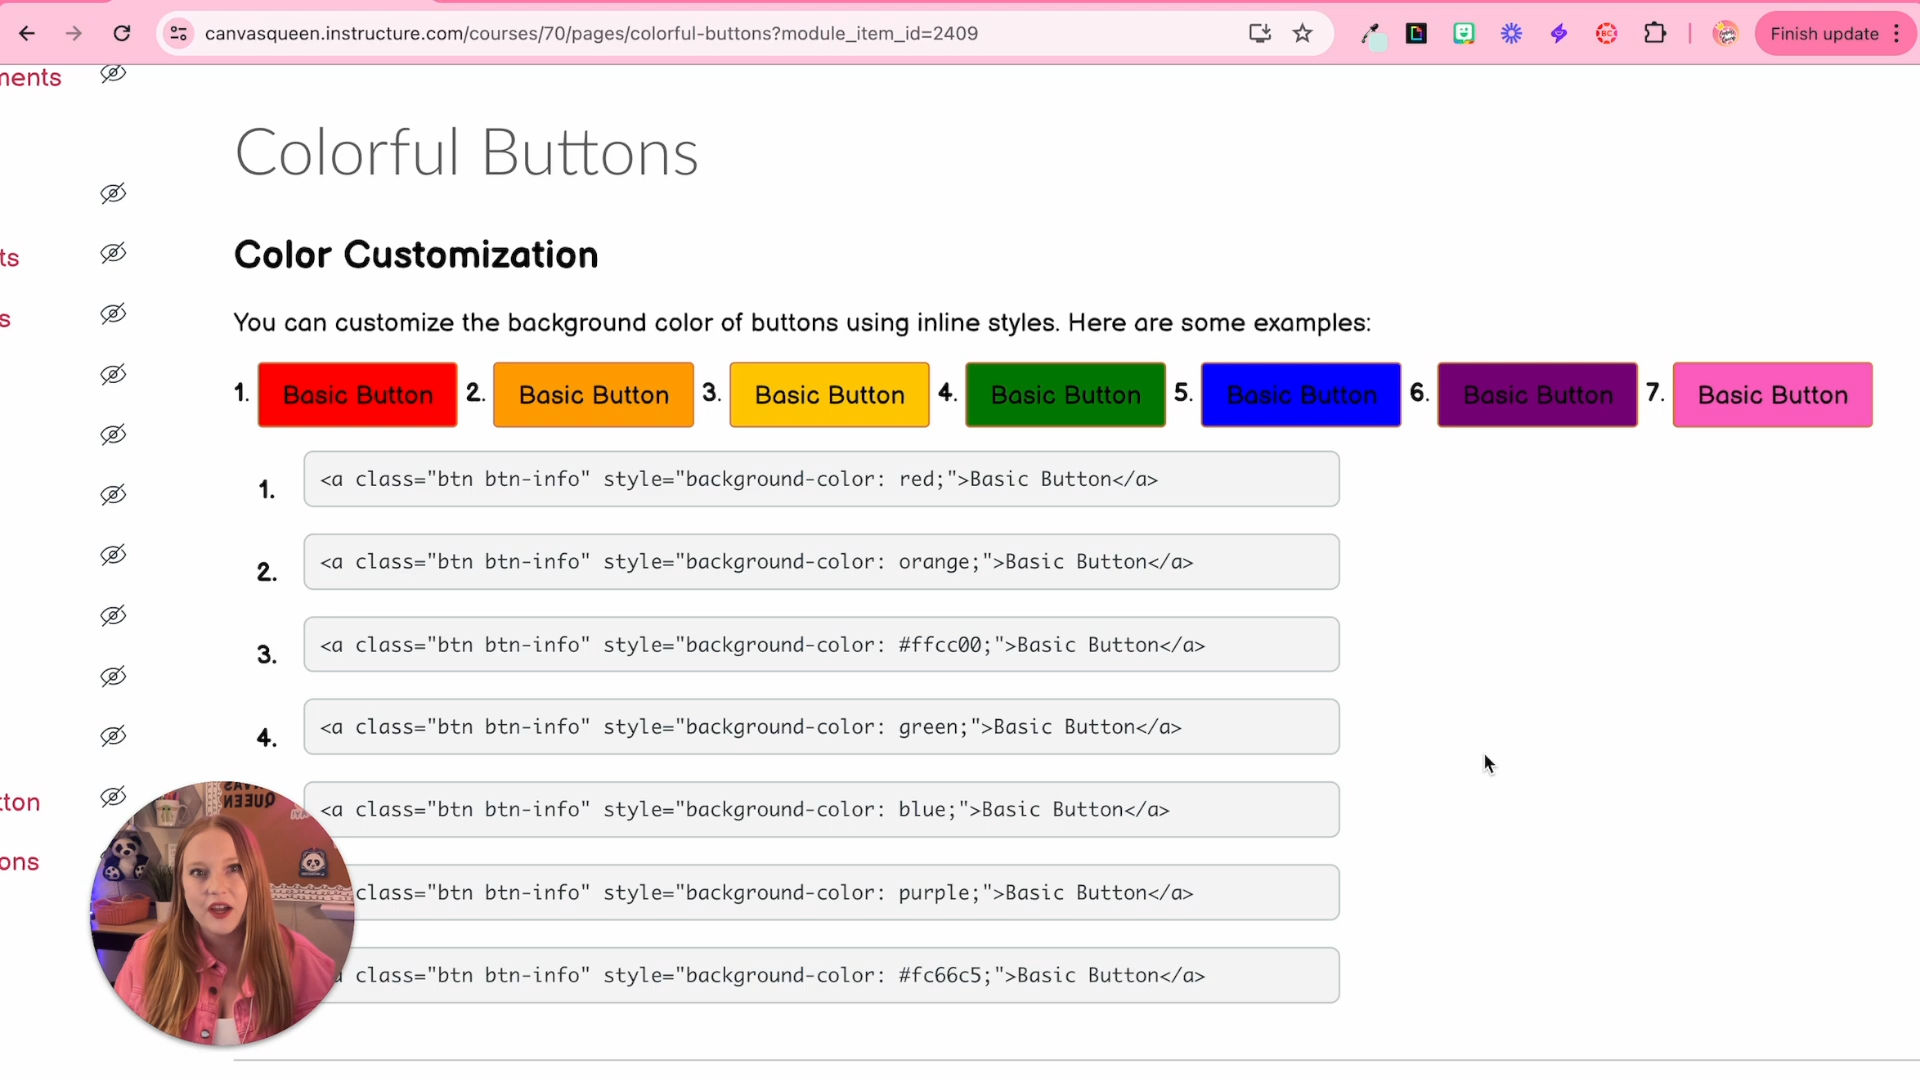 canvasqueen.instructure.com/courses/70/pages/colorful-buttons?module_item_id=2409
Finish update
nents
Colorful Buttons
Color Customization
ts
You can customize the background color of buttons using inline styles. Here are some examples:
s
1. Basic Button 2. Basic Button 3. Basic Button 4. Basic Button 5. Basic Button 6. Basic Button 7. Basic Button
1. <a class="btn btn-info" style="background-color: red;">Basic Button</a>
2. <a class="btn btn-info" style="background-color: orange;">Basic Button</a>
3. <a class="btn btn-info" style="background-color: #ffcc00;">Basic Button</a>
4. <a class="btn btn-info" style="background-color: green;">Basic Button</a>
tton
<a class="btn btn-info" style="background-color: blue;">Basic Button</a>
ons
class="btn btn-info" style="background-color: purple;">Basic Button</a>
class="btn btn-info" style="background-color: #fc66c5;">Basic Button</a>
QUEEN